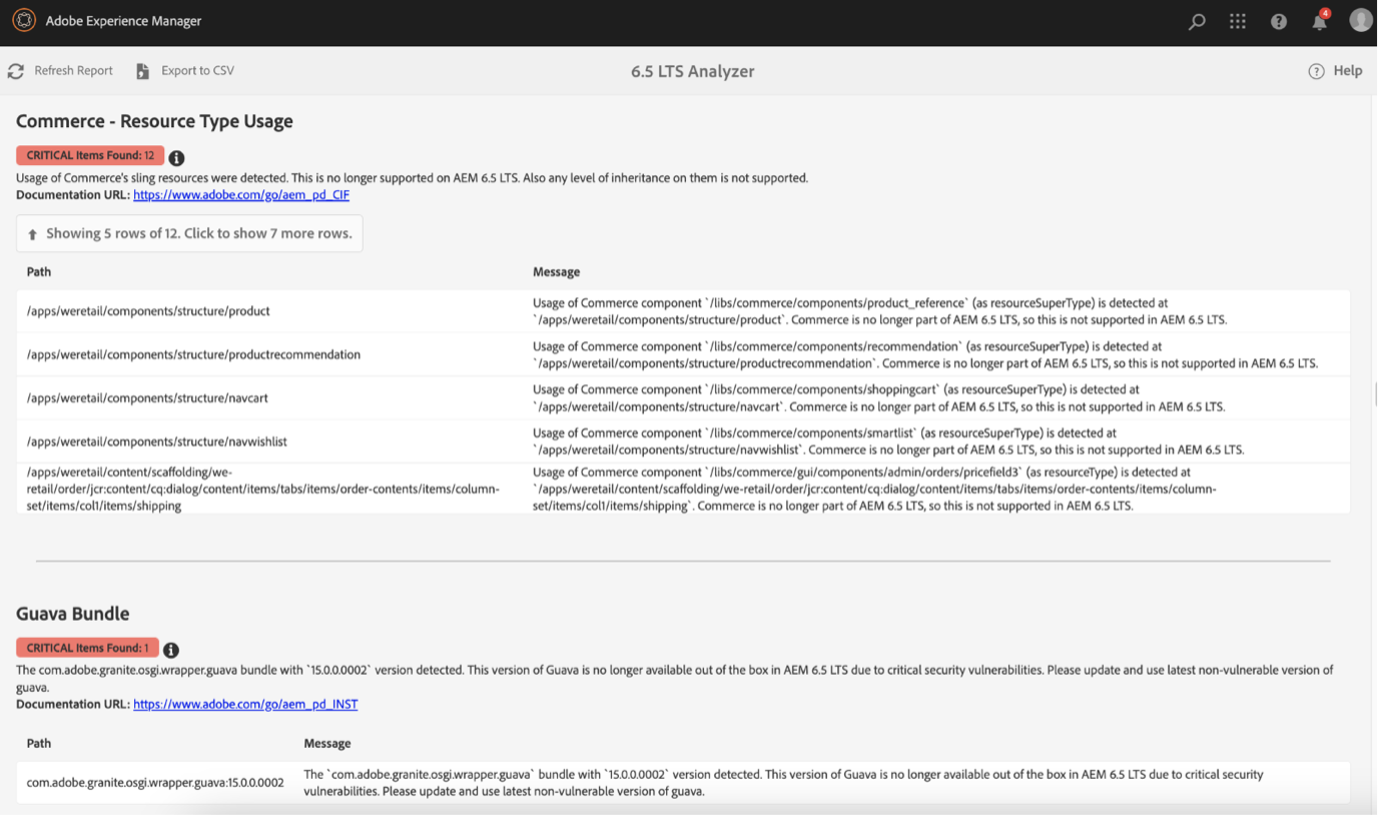 Adobe Experience Manager
4
Refresh Report
Export to CSV
6.5 LTS Analyzer
Help
Commerce - Resource Type Usage
CRITICAL Items Found: 12
Usage of Commerce's sling resources were detected. This is no longer supported on AEM 6.5 LTS. Also any level of inheritance on them is not supported.
Documentation URL: https://www.adobe.com/go/aem_pd_CIF
Showing 5 rows of 12. Click to show 7 more rows.
Path
Message
/apps/weretail/components/structure/product
Usage of Commerce component `/libs/commerce/components/product_reference` (as resourceSuperType) is detected at
`/apps/weretail/components/structure/product`. Commerce is no longer part of AEM 6.5 LTS, so this is not supported in AEM 6.5 LTS.
/apps/weretail/components/structure/productrecommendation
Usage of Commerce component `/libs/commerce/components/recommendation` (as resourceSuperType) is detected at
`/apps/weretail/components/structure/productrecommendation`. Commerce is no longer part of AEM 6.5 LTS, so this is not supported in AEM 6.5 LTS.
/apps/weretail/components/structure/navcart
Usage of Commerce component `/libs/commerce/components/shoppingcart` (as resourceSuperType) is detected at
`/apps/weretail/components/structure/navcart`. Commerce is no longer part of AEM 6.5 LTS, so this is not supported in AEM 6.5 LTS.
/apps/weretail/components/structure/navwishlist
Usage of Commerce component `/libs/commerce/components/smartlist` (as resourceSuperType) is detected at
`/apps/weretail/components/structure/navwishlist`. Commerce is no longer part of AEM 6.5 LTS, so this is not supported in AEM 6.5 LTS.
/apps/weretail/content/scaffolding/we-
retail/order/jcr:content/cq:dialog/content/items/tabs/items/order-contents/items/column-
set/items/col1/items/shipping
Usage of Commerce component `/libs/commerce/gui/components/admin/orders/pricefield3` (as resourceType) is detected at
`/apps/weretail/content/scaffolding/we-retail/order/jcr:content/cq:dialog/content/items/tabs/items/order-contents/items/column-
set/items/col1/items/shipping`. Commerce is no longer part of AEM 6.5 LTS, so this is not supported in AEM 6.5 LTS.
Guava Bundle
CRITICAL Items Found: 1
The com.adobe.granite.osgi.wrapper.guava bundle with `15.0.0.0002` version detected. This version of Guava is no longer available out of the box in AEM 6.5 LTS due to critical security vulnerabilities. Please update and use latest non-vulnerable version of
guava.
Documentation URL: https://www.adobe.com/go/aem_pd_INST
Path
Message
com.adobe.granite.osgi.wrapper.guava:15.0.0.0002
The `com.adobe.granite.osgi.wrapper.guava` bundle with `15.0.0.0002` version detected. This version of Guava is no longer available out of the box in AEM 6.5 LTS due to critical security
vulnerabilities. Please update and use latest non-vulnerable version of guava.